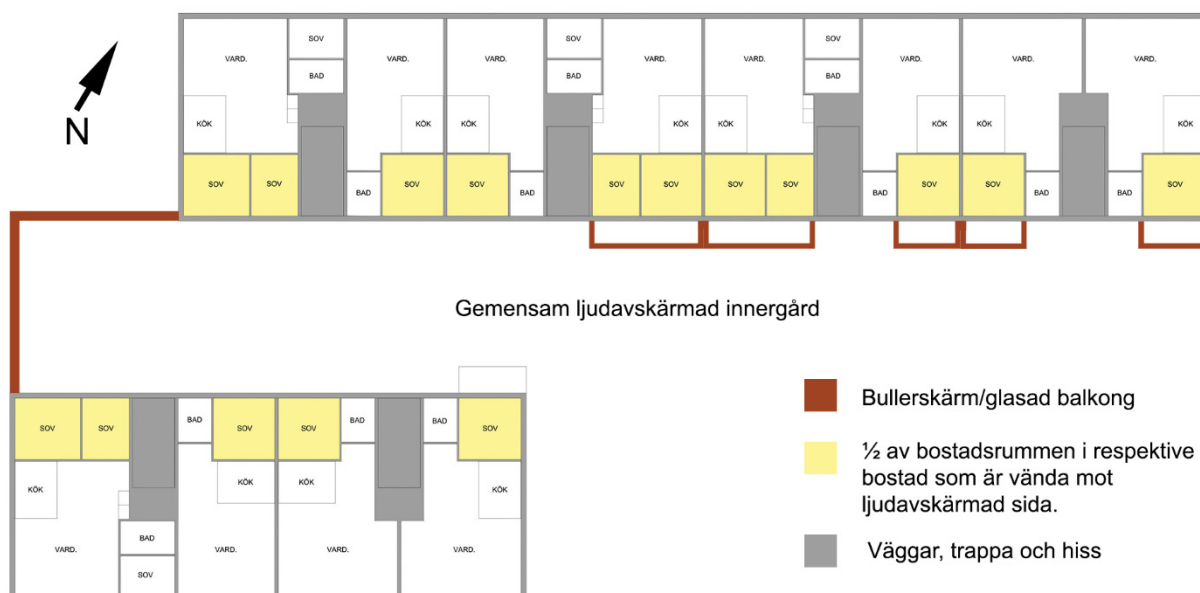 SOV SOV SOV
VARD. VARD. VARD. VARD. VARD. VARD. VARD.
BAD BAD BAD
N
KÖK KÖK KÖK KÖK KÖK KÖK KÖK KÖK
SOV SOV BAD SOV SOV BAD SOV SOV SOV SOV BAD SOV SOV BAD BAD SOV
Gemensam ljudavskärmad innergård
Bullerskärm/glasad balkong
½ av bostadsrummen i respektive
bostad som är vända mot
ljudavskärmad sida.
Väggar, trappa och hiss
SOV SOV BAD SOV SOV BAD BAD SOV
KÖK KÖK KÖK KÖK
BAD
VARD. VARD. VARD. VARD.
SOV